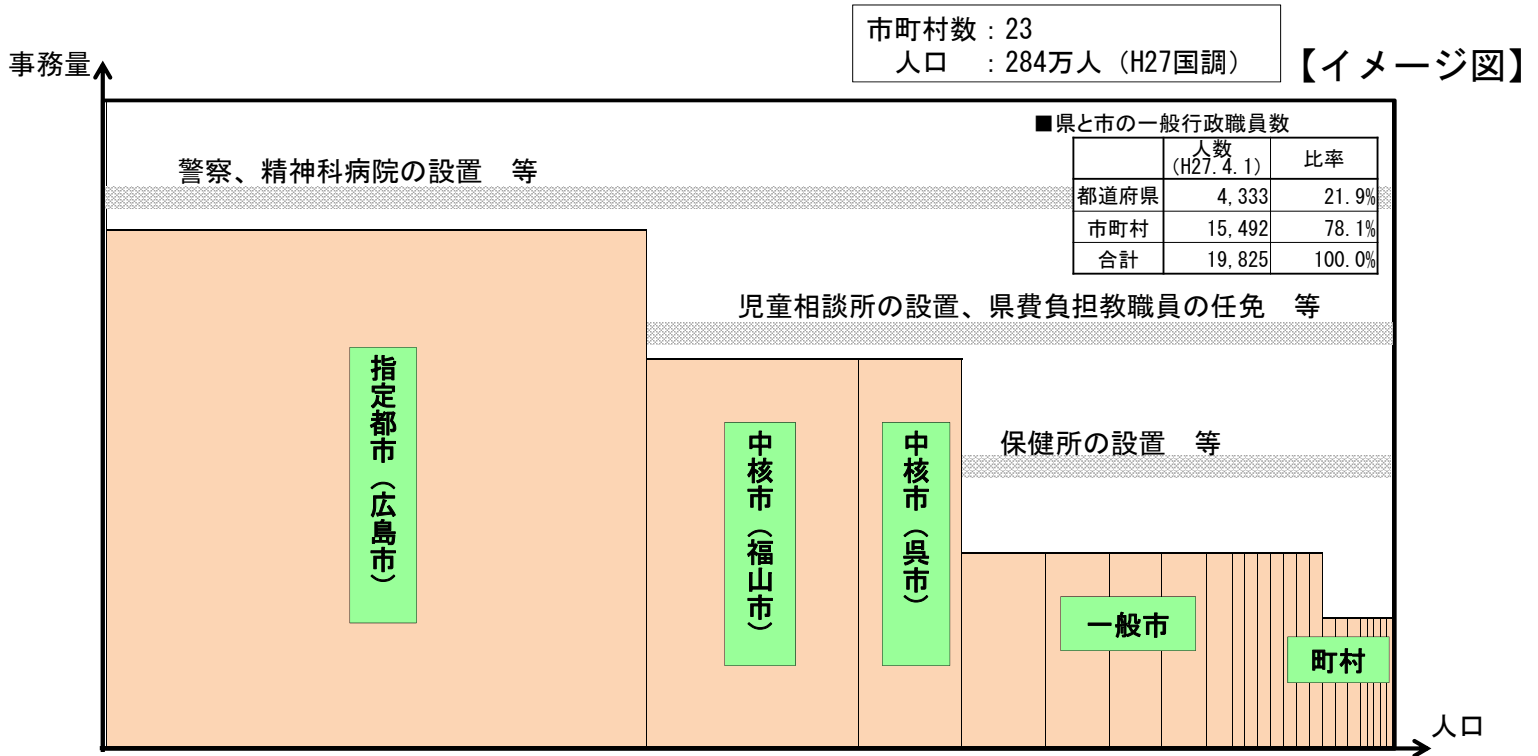 市町村数：23
人口　：284万人（H27国調）
【イメージ図】
事務量
■県と市の一般行政職員数
人数
(H27.4.1)
比率
都道府県 4,333 21.9%
市町村 15,492 78.1%
合計 19,825 100.0%
警察、精神科病院の設置　等
児童相談所の設置、県費負担教職員の任免　等
保健所の設置　等
指定都市（広島市）
中核市（福山市）
中核市（呉市）
一般市
町村
人口